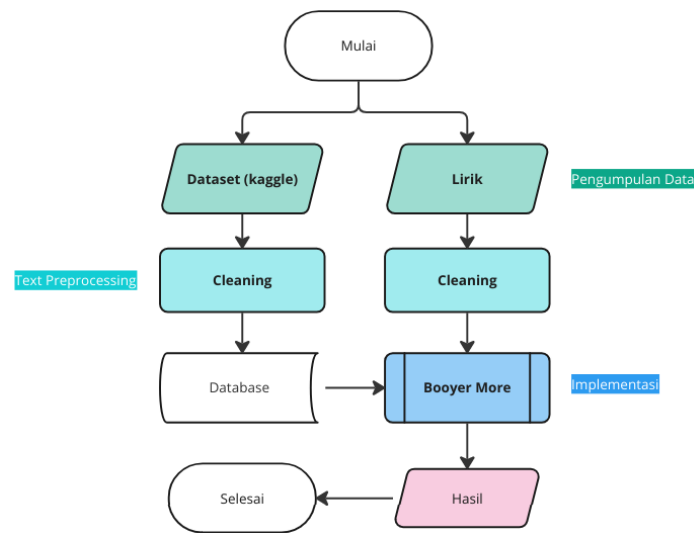 Mulai
Dataset (kaggle)
Lirik
Pengumpulan Data
Text Preprocessing
Cleaning
Cleaning
Database
Booyer More
Implementasi
Selesai
Hasil